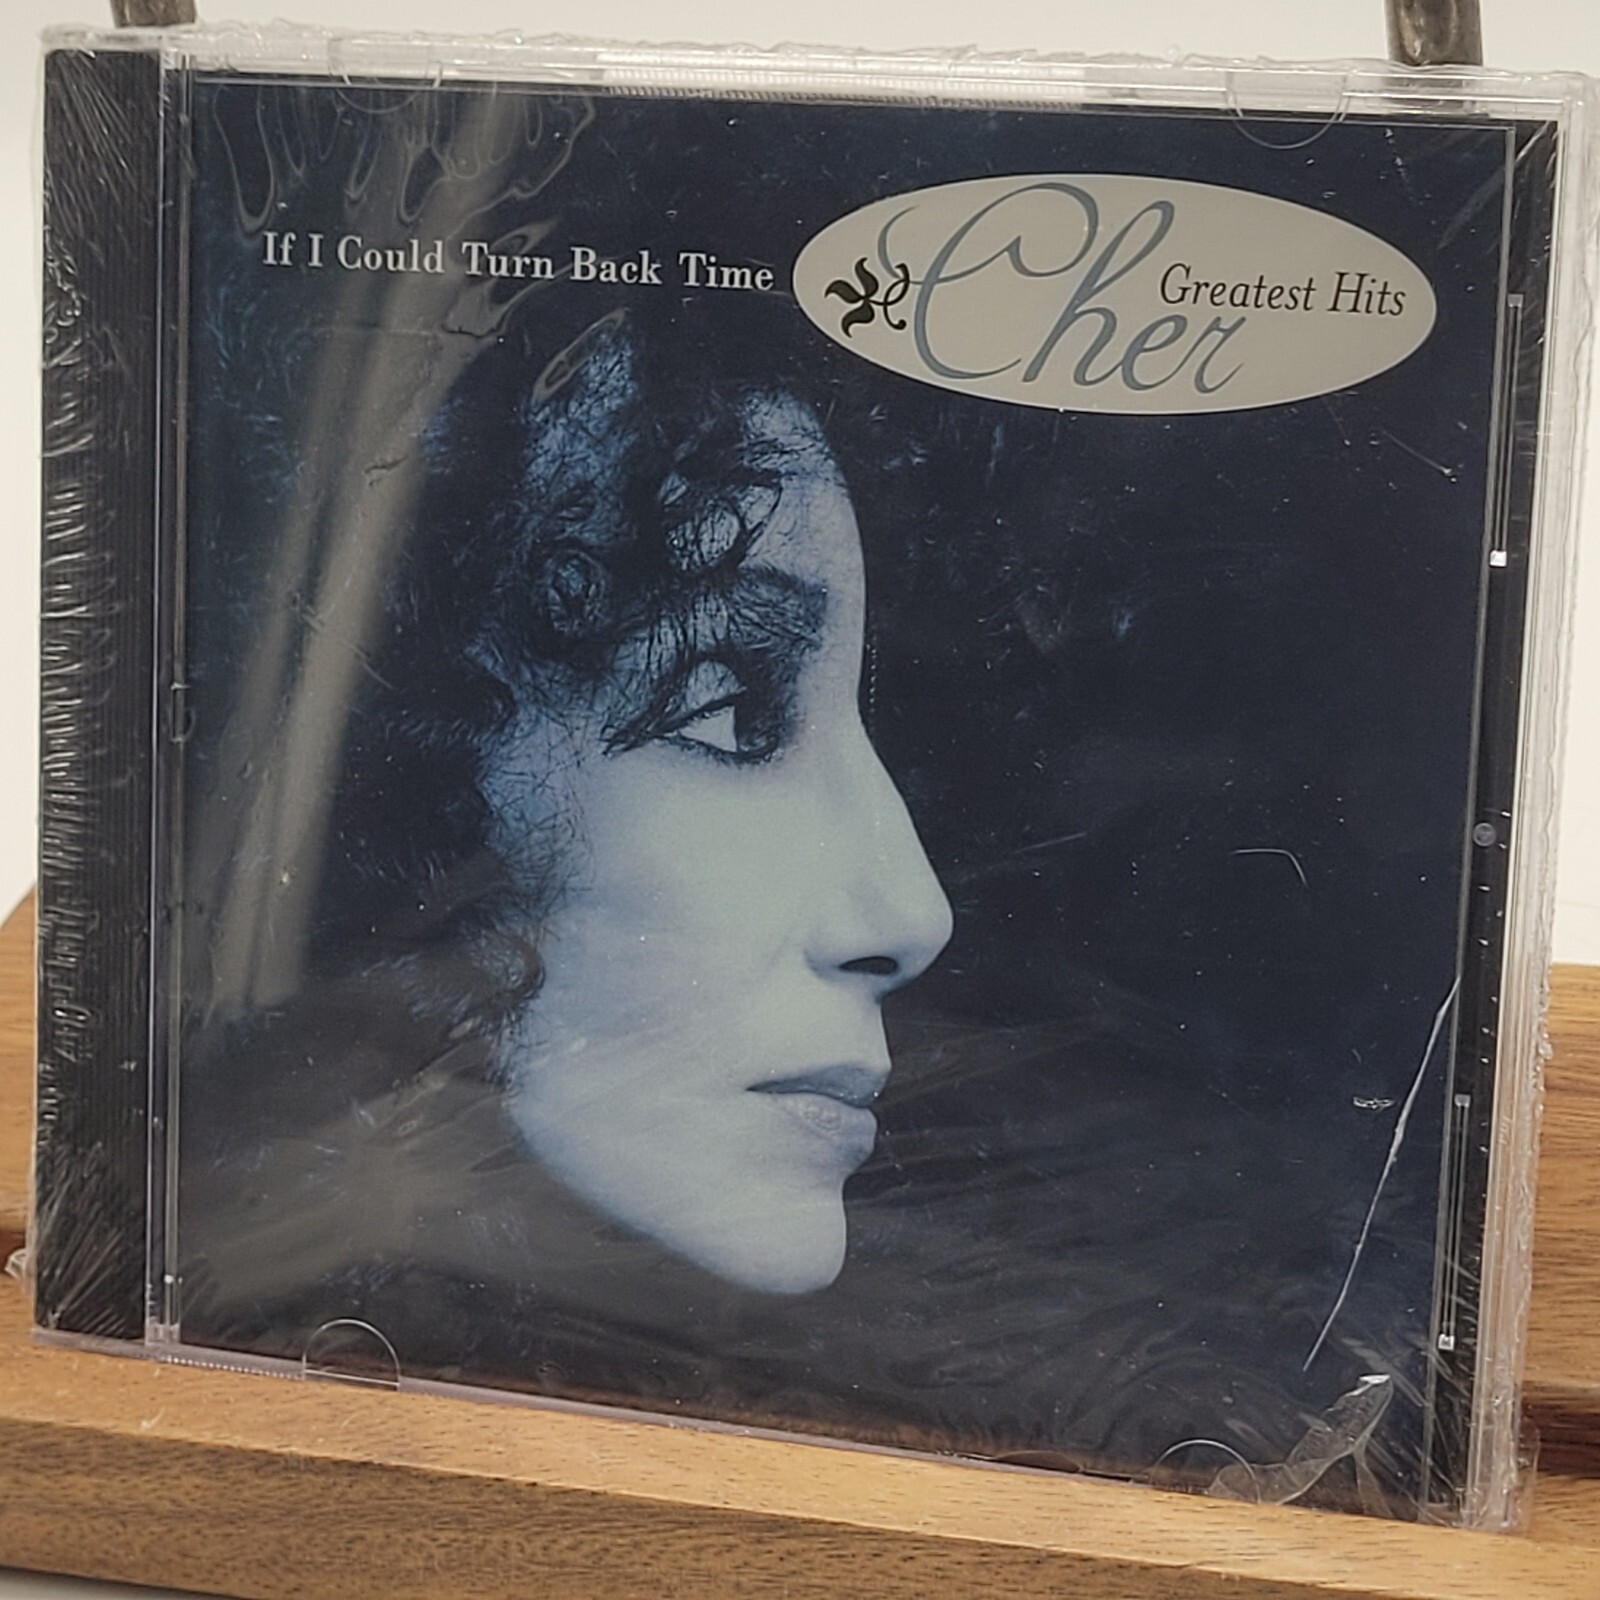 If I Could Turn Back Time
Cher
Greatest Hits